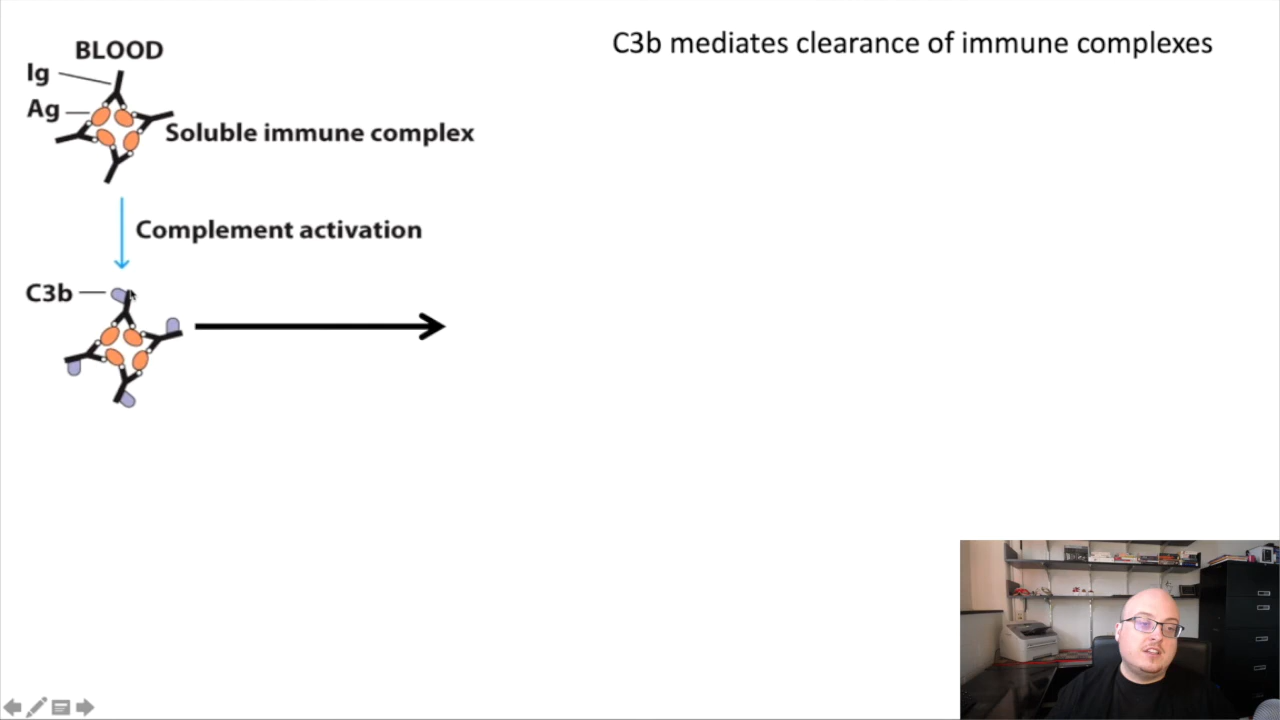 C3b mediates clearance of immune complexes
BLOOD
Ig
Ag
Soluble immune complex
Complement activation
C3b